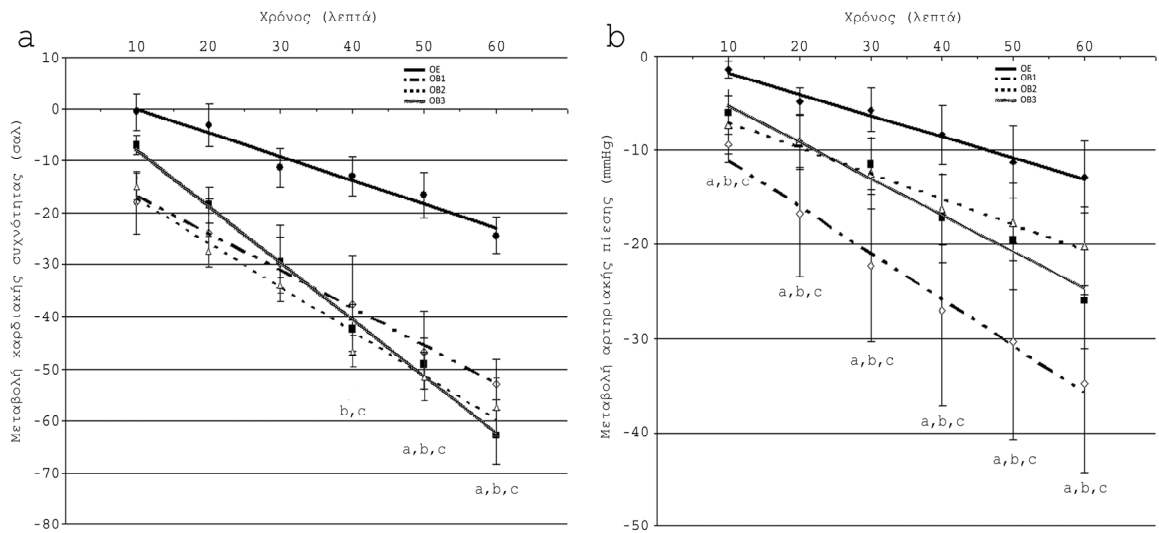 a
Χρόνος (λεπτά)
10 20 30 40 50 60
10
0
-10
-20
-30
-40
-50
-60
-70
-80
Μεταβολή καρδιακής συχνότητας (σαλ)
OE
OB1
OB2
OB3
b,c
a,b,c
a,b,c
b
Χρόνος (λεπτά)
10 20 30 40 50 60
0
-10
-20
-30
-40
-50
Μεταβολή αρτηριακής πίεσης (mmHg)
OE
OB1
OB2
OB3
a,b,c
a,b,c
a,b,c
a,b,c
a,b,c
a,b,c